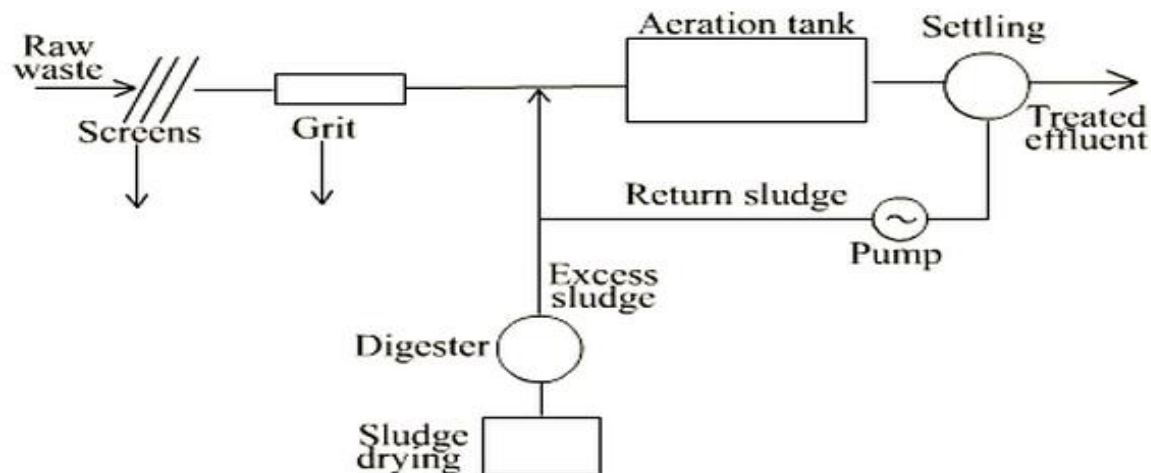 Raw
waste
Screens
Grit
Aeration tank
Settling
Treated
effluent
Return sludge
Pump
Excess
sludge
Digester
Sludge
drying